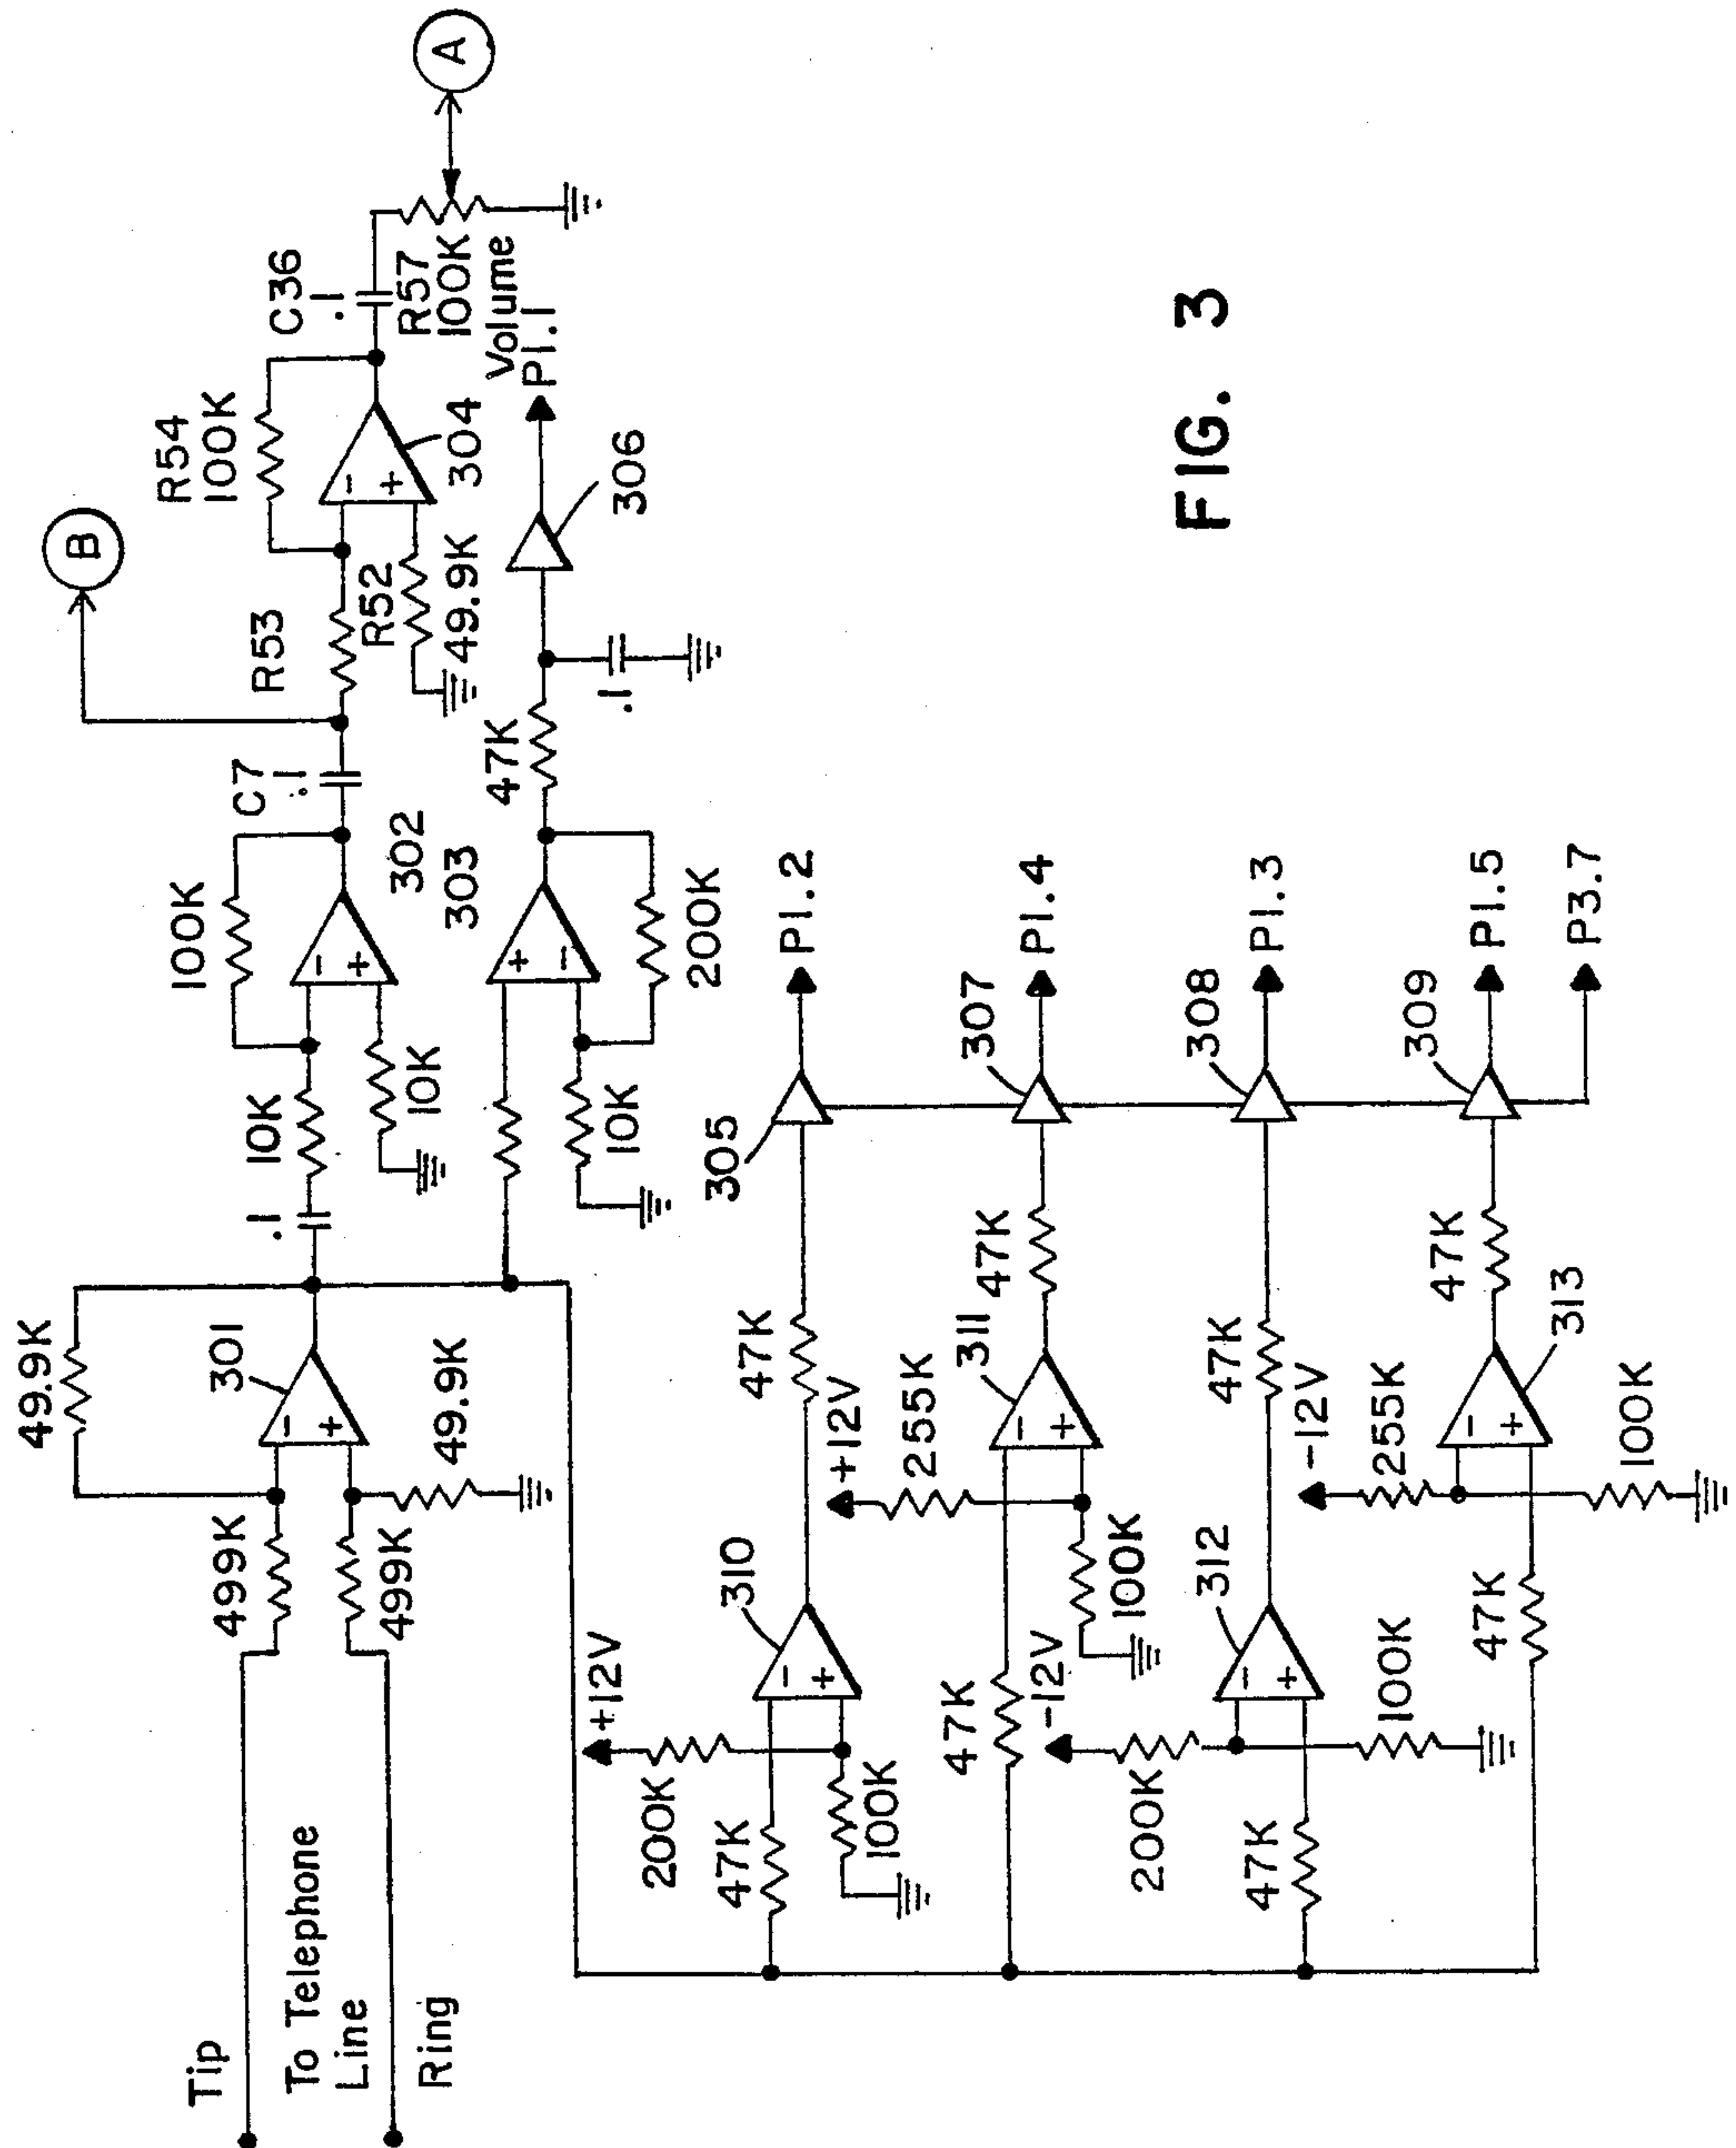 Tip
To Telephone
Line
Ring
499K
499K
49.9K
301
49.9K
.1
10K
10K
100K
302
303
C7
.1
B
R53
R52
49.9K
R54
100K
304
C36
.1
R57
100K
Volume
A
10K
200K
47K
.1
306
P1.1
+12V
200K
47K
100K
310
47K
305
P1.2
+12V
255K
47K
100K
311
47K
307
P1.4
-12V
200K
47K
100K
312
47K
308
P1.3
-12V
255K
47K
100K
313
47K
309
P1.5
P3.7
FIG. 3